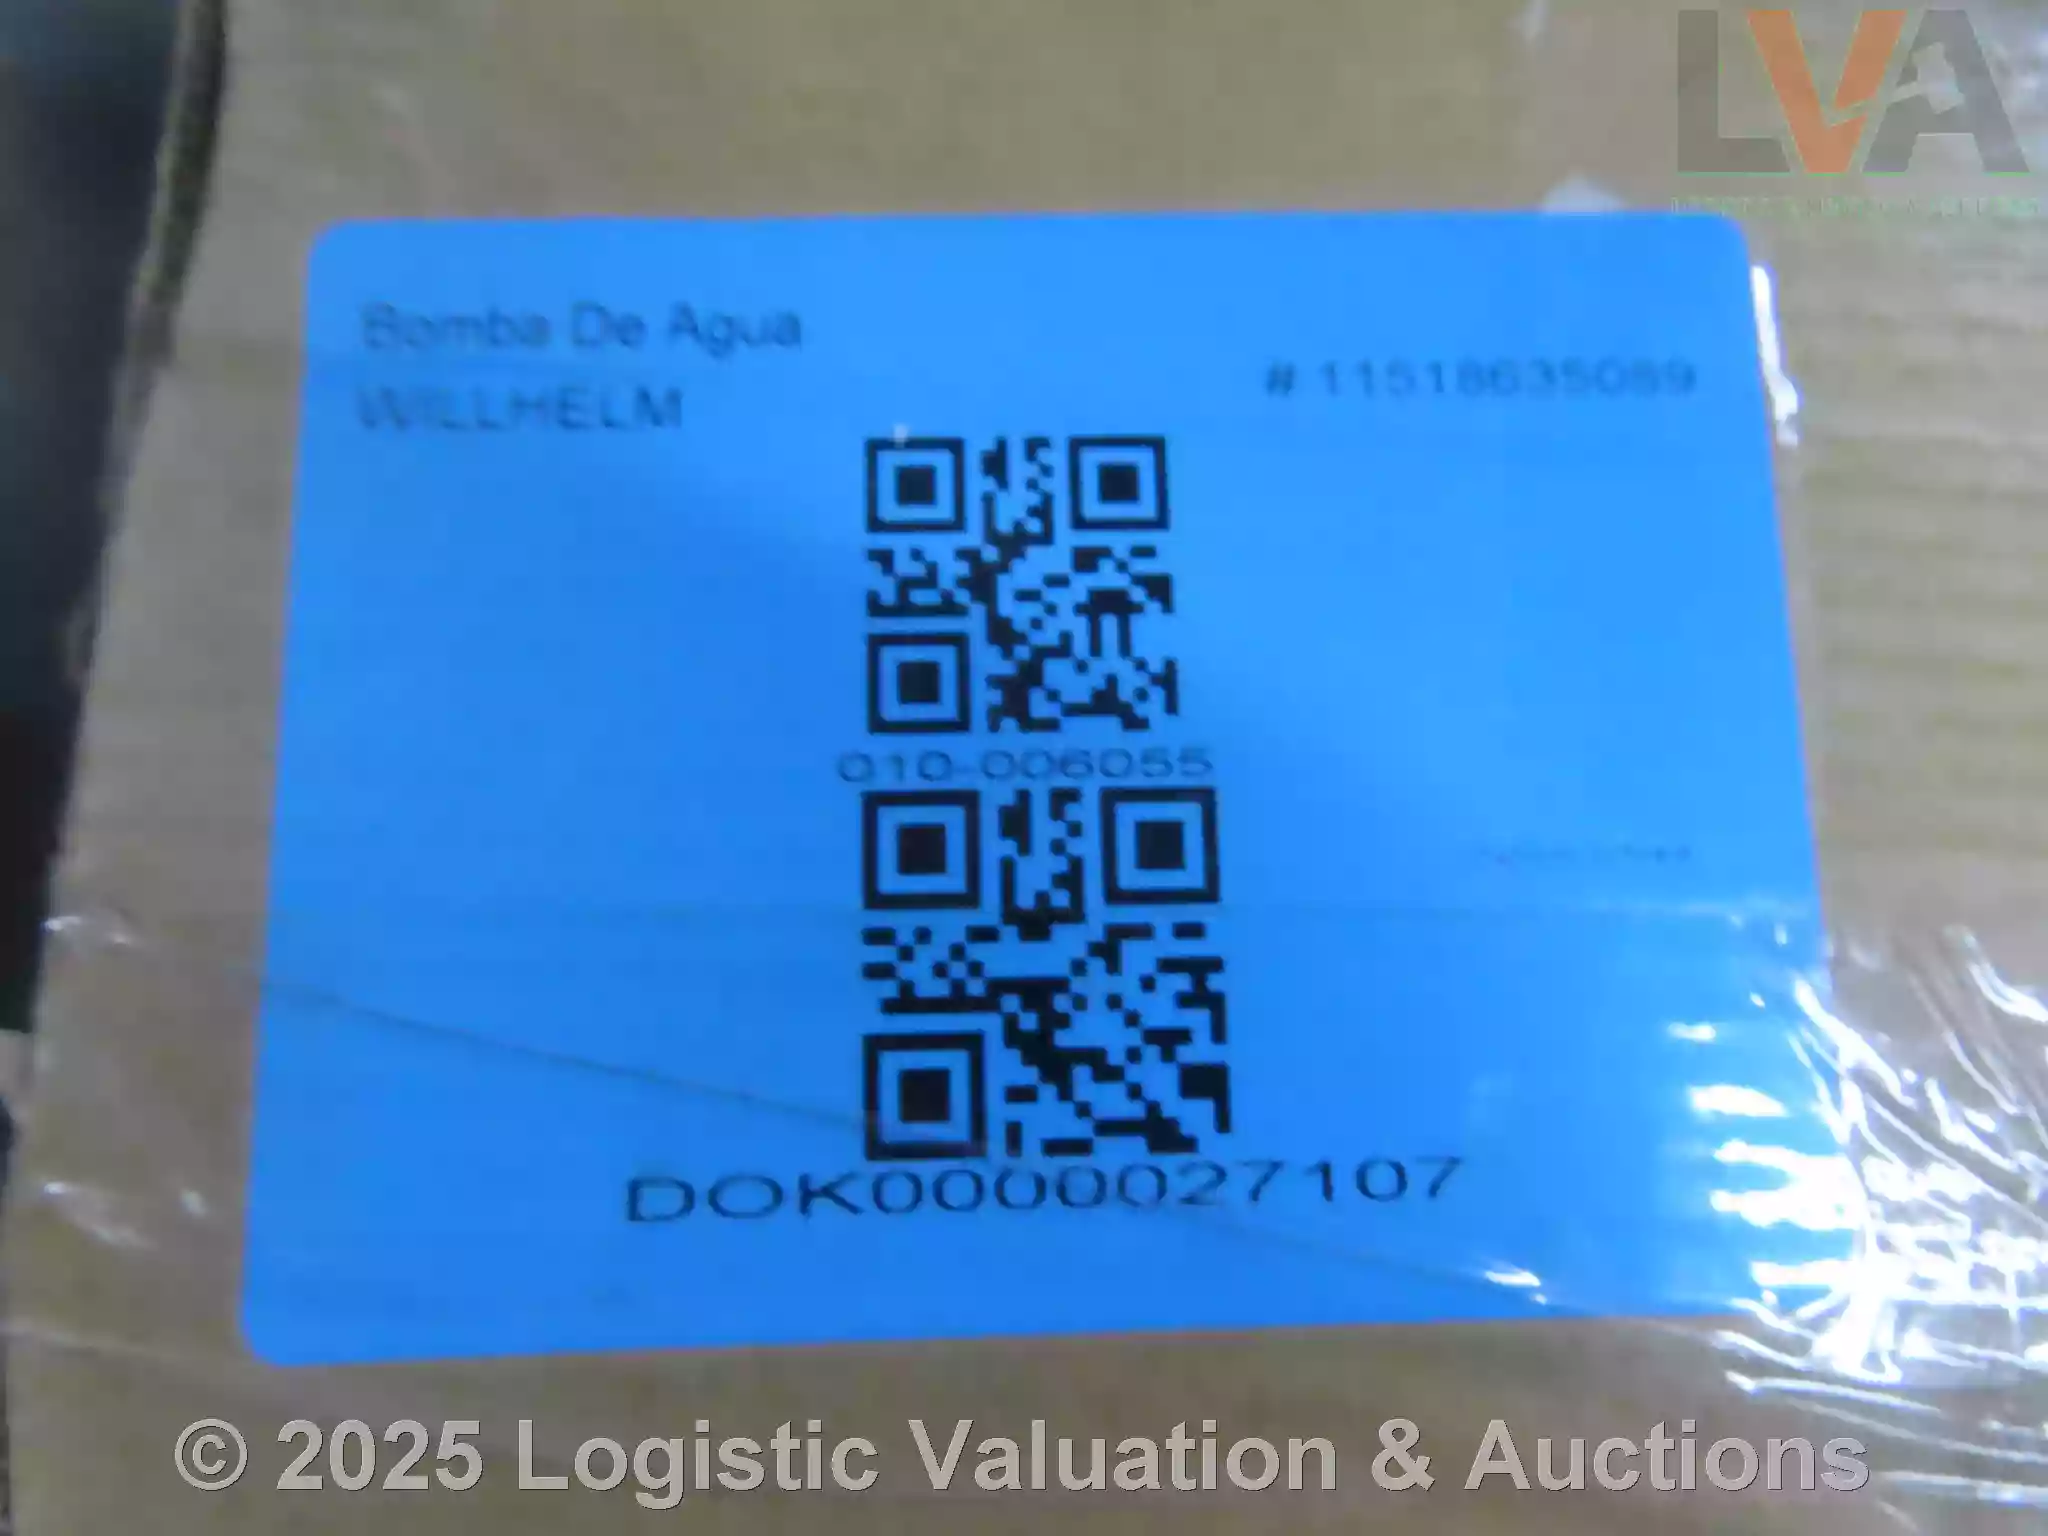 LVA
Bomba De Agua
WILLHELM
# 11518635089
010-006055
DOK0000027107
© 2025 Logistic Valuation & Auctions